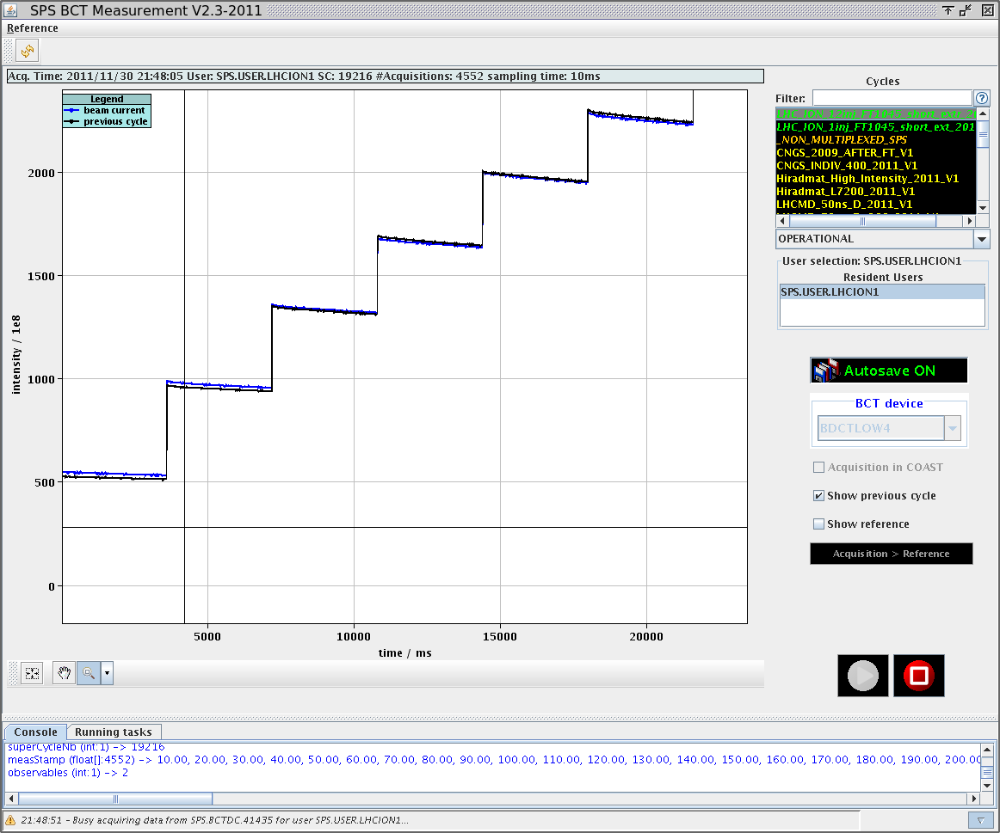 SPS BCT Measurement V2.3-2011
Reference
Acq. Time: 2011/11/30 21:48:05 User: SPS.USER.LHCION1 SC: 19216 #Acquisitions: 4552 sampling time: 10ms
Legend
beam current
previous cycle
intensity / 1e8
2000
1500
1000
500
0
5000
10000
15000
20000
time / ms
Cycles
Filter:
LHC_ION_12inj_FT1045_short_extr_20
LHC_ION_1inj_FT1045_short_ext_201
_NON_MULTIPLEXED_SPS
CNGS_2009_AFTER_FT_V1
CNGS_INDIV_400_2011_V1
Hiradmat_High_Intensity_2011_V1
Hiradmat_L7200_2011_V1
LHCMD_50ns_D_2011_V1
OPERATIONAL
User selection: SPS.USER.LHCION1
Resident Users
SPS.USER.LHCION1
Autosave ON
BCT device
BDCTLOW4
Acquisition in COAST
Show previous cycle
Show reference
Acquisition > Reference
Console
Running tasks
superCycleNb (int:1) -> 19216
measStamp (float[]:4552) -> 10.00, 20.00, 30.00, 40.00, 50.00, 60.00, 70.00, 80.00, 90.00, 100.00, 110.00, 120.00, 130.00, 140.00, 150.00, 160.00, 170.00, 180.00, 190.00, 200.00
observables (int:1) -> 2
21:48:51 - Busy acquiring data from SPS.BCTDC.41435 for user SPS.USER.LHCION1...